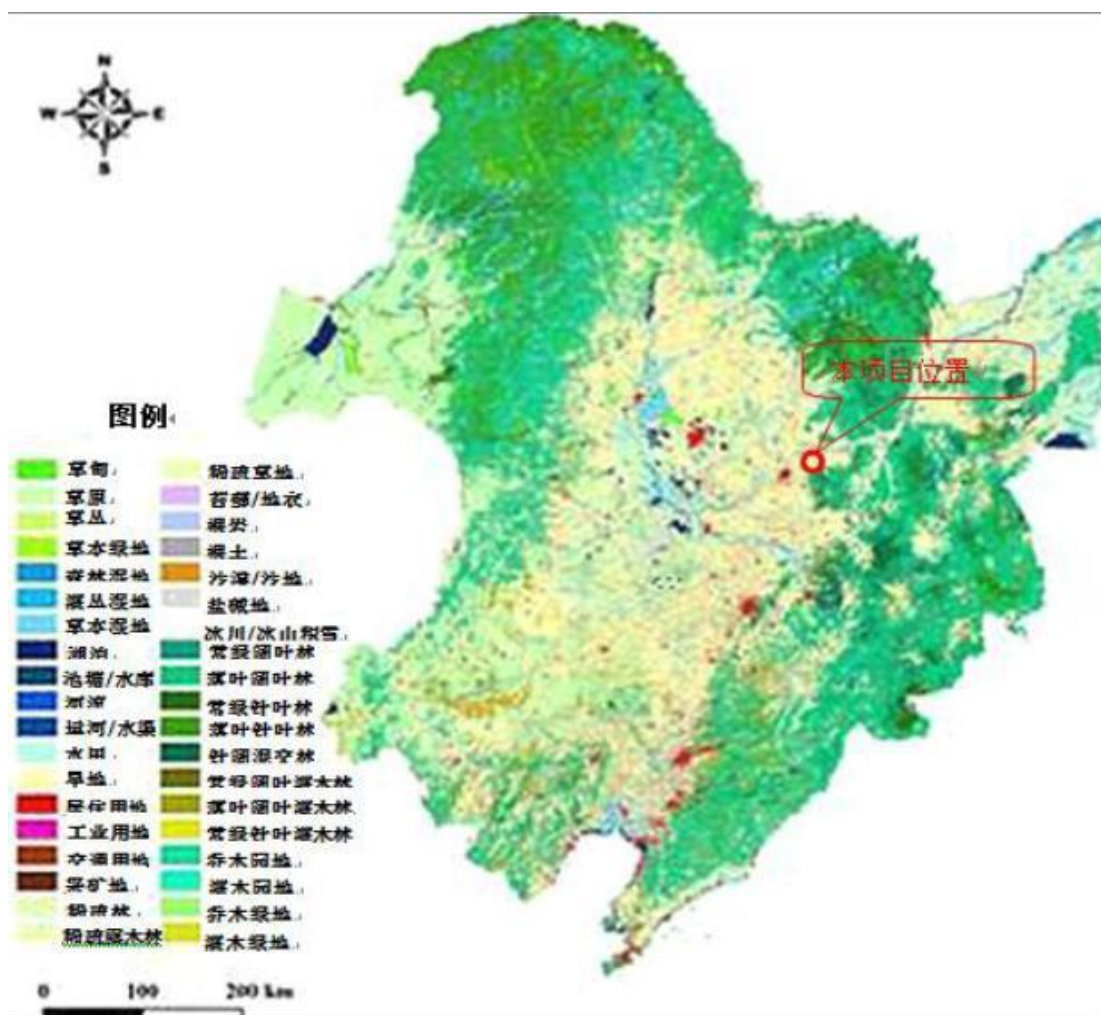 N
W E
S
本项目位置
图例
草甸
草原
草丛
草本绿地
森林湿地
灌丛湿地
草本湿地
湖泊
池塘/水库
河流
运河/水渠
水田
旱地
居住用地
工业用地
交通用地
采矿地
稀疏林
稀疏灌木林
稀疏草地
苔藓/地衣
裸岩
裸土
沙漠/沙地
盐碱地
冰川/冰山积雪
常绿阔叶林
落叶阔叶林
常绿针叶林
落叶针叶林
针阔混交林
常绿阔叶灌木林
落叶阔叶灌木林
常绿针叶灌木林
乔木园地
灌木园地
乔木绿地
灌木绿地
0 100 200 km